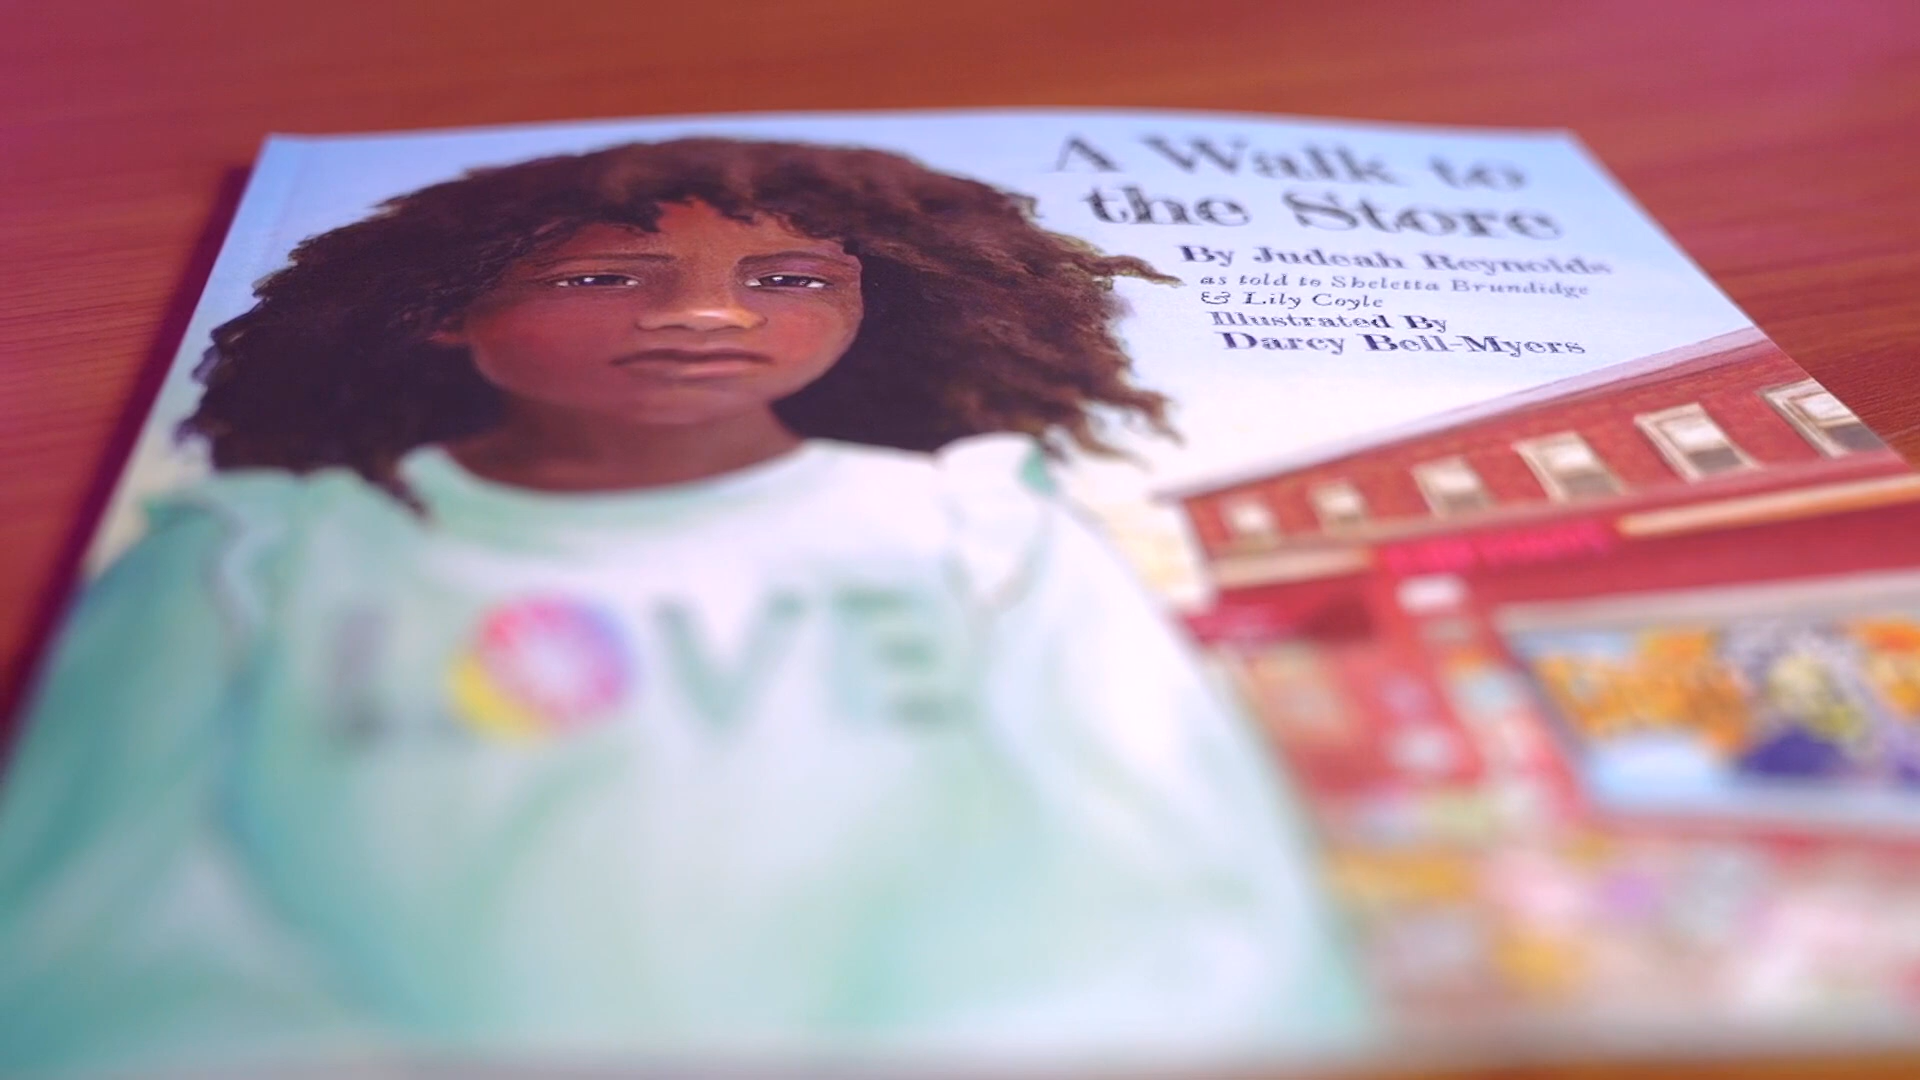 A Walk to
the Store
By Judeah Reynolds
as told to Sheletta Brundidge
& Lily Coyle
Illustrated By
Darcy Bell-Myers
LOVE